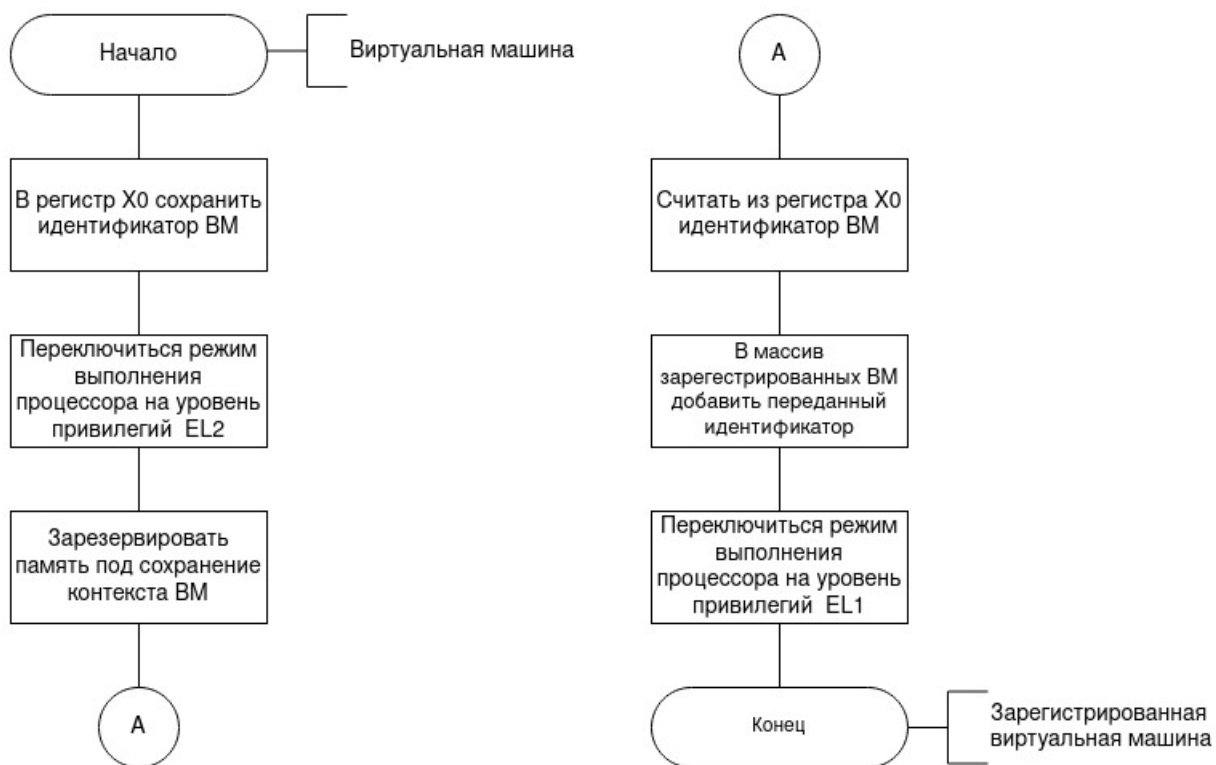 Начало
Виртуальная машина
В регистр X0 сохранить
идентификатор ВМ
Переключиться режим
выполнения
процессора на уровень
привилегий EL2
Зарезервировать
память под сохранение
контекста ВМ
А
А
Считать из регистра X0
идентификатор ВМ
В массив
зарегестрированных ВМ
добавить переданный
идентификатор
Переключиться режим
выполнения
процессора на уровень
привилегий EL1
Конец
Зарегистрированная
виртуальная машина